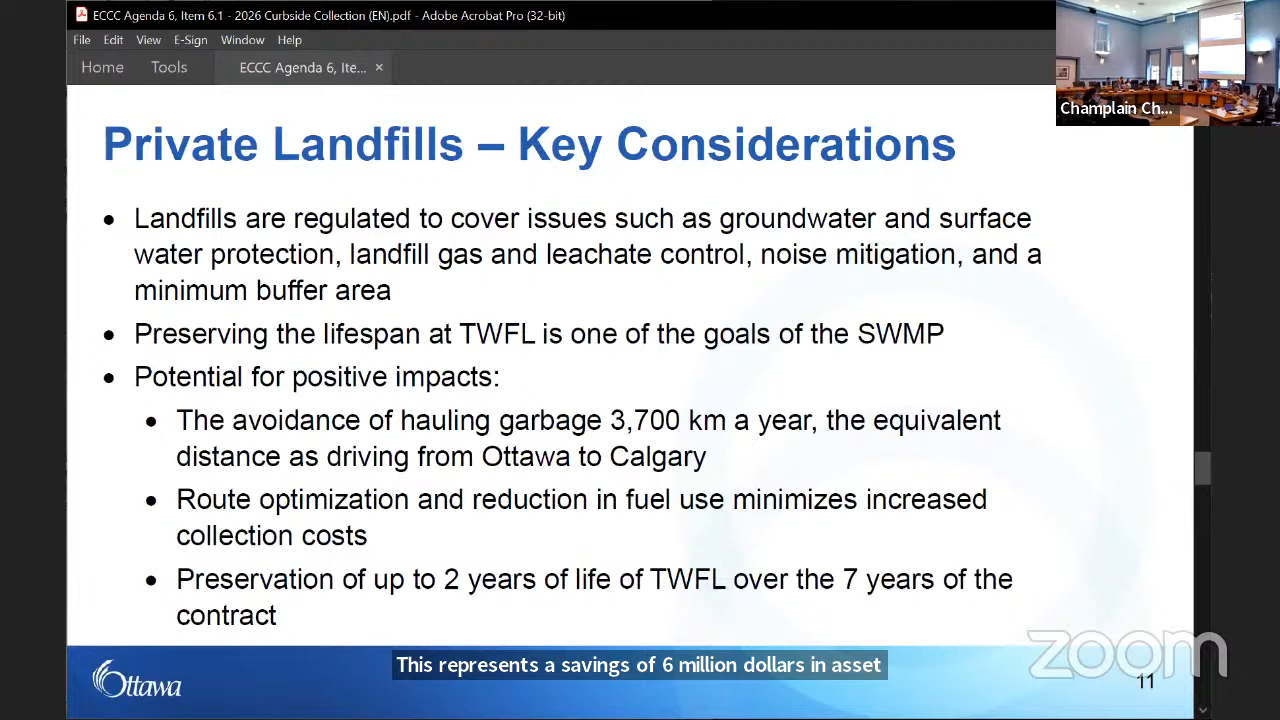 ECCC Agenda 6, Item 6.1 - 2026 Curbside Collection (EN).pdf - Adobe Acrobat Pro (32-bit)
File Edit View E-Sign Window Help
Home Tools ECCC Agenda 6, Ite... ×
Champlain Ch...
Private Landfills – Key Considerations
• Landfills are regulated to cover issues such as groundwater and surface
water protection, landfill gas and leachate control, noise mitigation, and a
minimum buffer area
• Preserving the lifespan at TWFL is one of the goals of the SWMP
• Potential for positive impacts:
• The avoidance of hauling garbage 3,700 km a year, the equivalent
distance as driving from Ottawa to Calgary
• Route optimization and reduction in fuel use minimizes increased
collection costs
• Preservation of up to 2 years of life of TWFL over the 7 years of the
contract
This represents a savings of 6 million dollars in asset
zoom
Ottawa
11